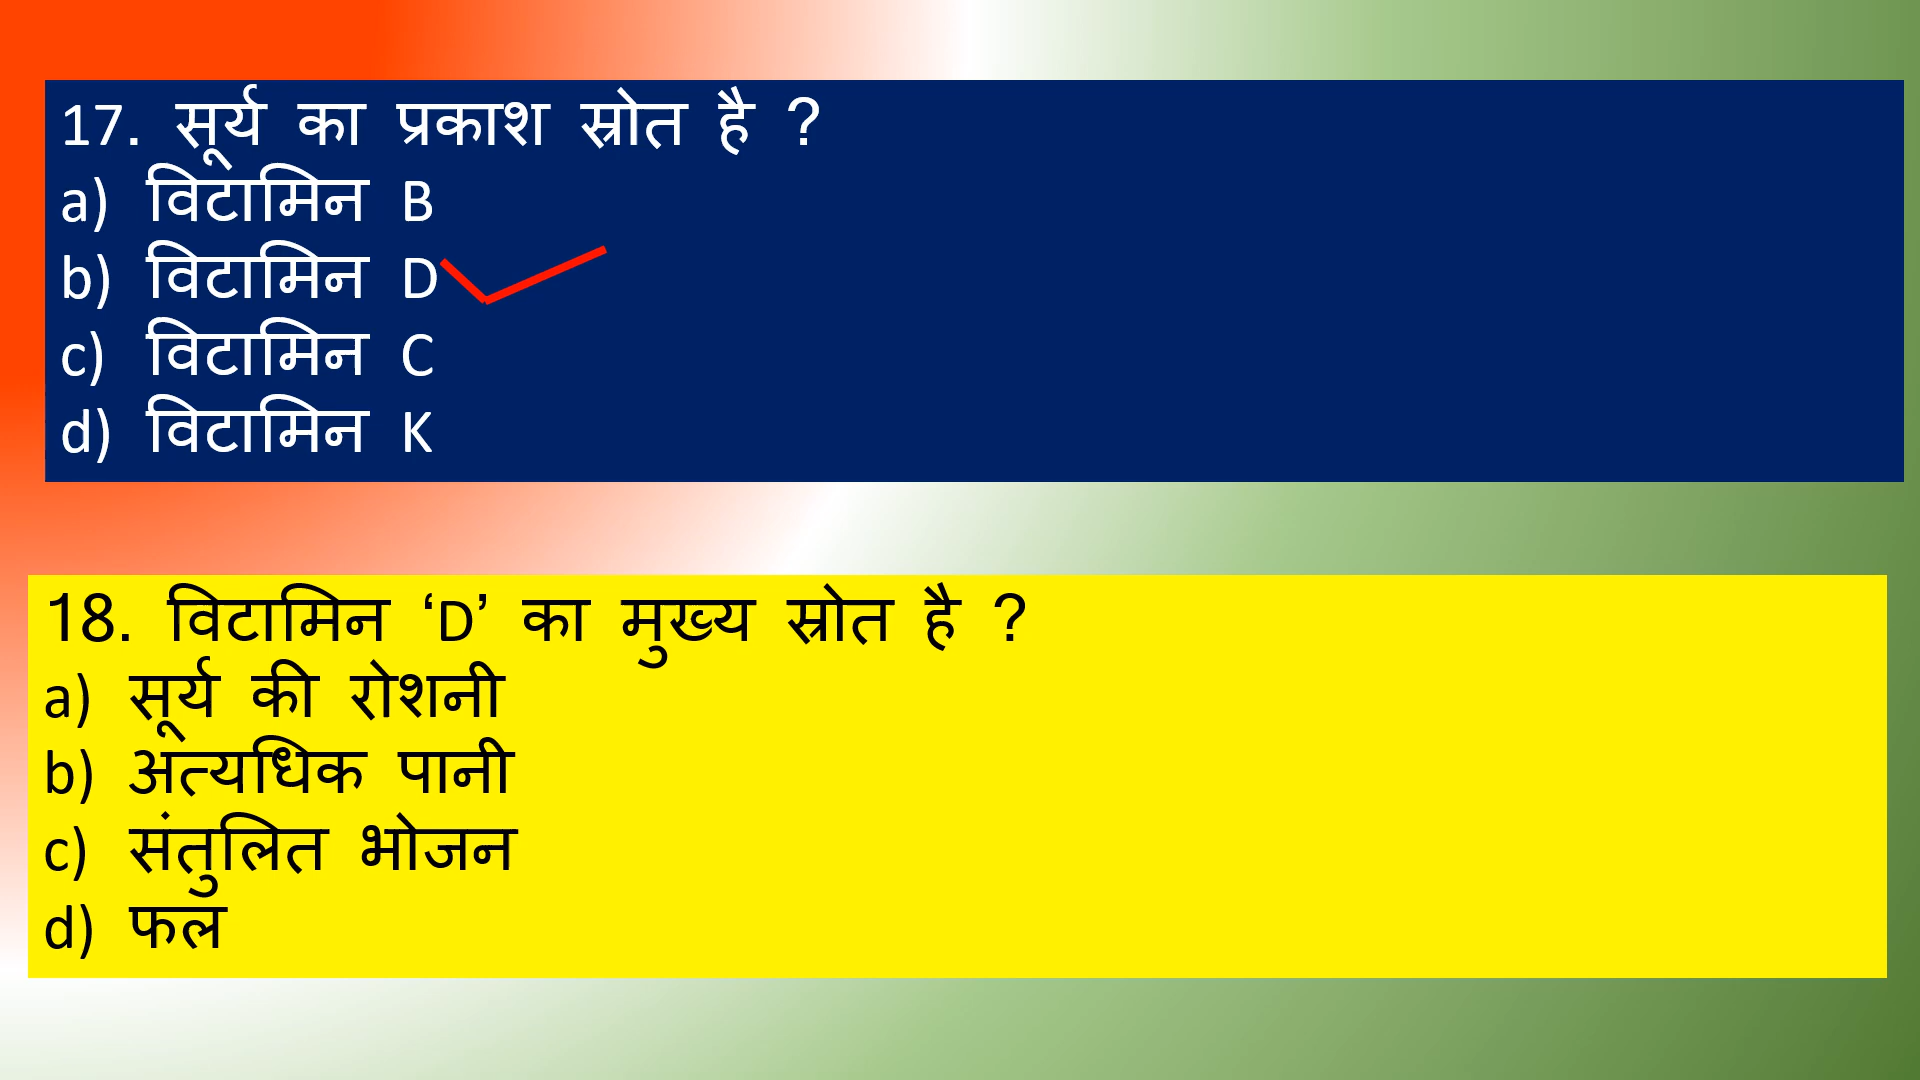 17. सूर्य का प्रकाश स्रोत है ?
a) विटामिन B
b) विटामिन D
c) विटामिन C
d) विटामिन K
18. विटामिन ‘D’ का मुख्य स्रोत है ?
a) सूर्य की रोशनी
b) अत्यधिक पानी
c) संतुलित भोजन
d) फल